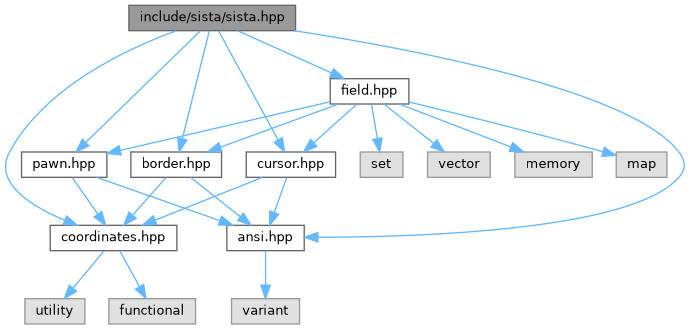 include/sista/sista.hpp
field.hpp
pawn.hpp
border.hpp
cursor.hpp
set
vector
memory
map
coordinates.hpp
ansi.hpp
utility
functional
variant